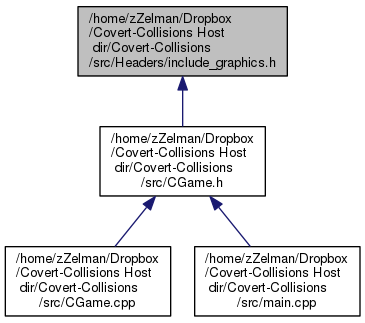 /home/zZelman/Dropbox
/Covert-Collisions Host
dir/Covert-Collisions
/src/Headers/include_graphics.h
/home/zZelman/Dropbox
/Covert-Collisions Host
dir/Covert-Collisions
/src/CGame.h
/home/zZelman/Dropbox
/Covert-Collisions Host
dir/Covert-Collisions
/src/CGame.cpp
/home/zZelman/Dropbox
/Covert-Collisions Host
dir/Covert-Collisions
/src/main.cpp